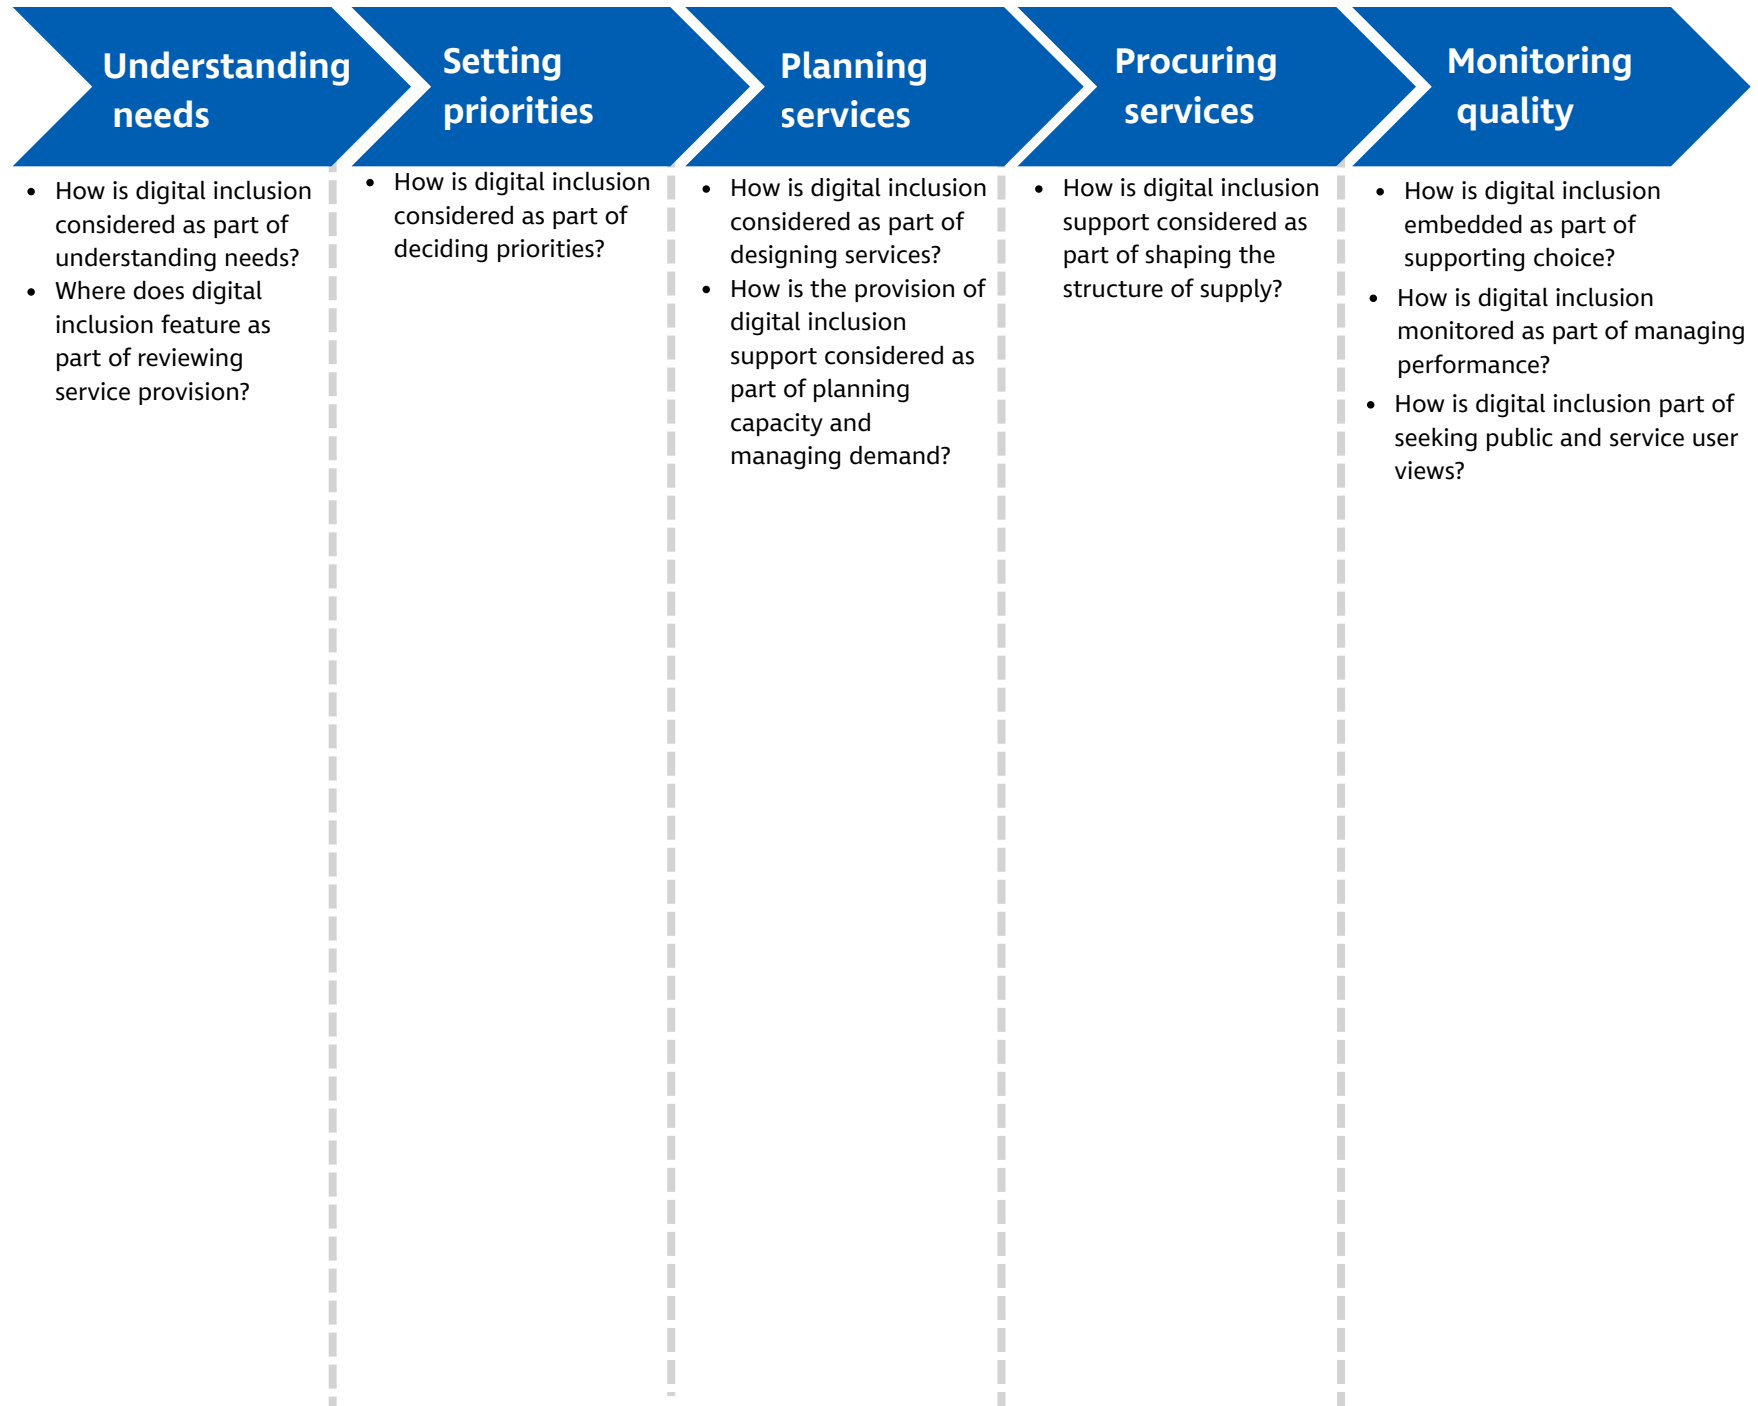 Understanding
needs
Setting
priorities
Planning
services
Procuring
services
Monitoring
quality
• How is digital inclusion
considered as part of
understanding needs?
• Where does digital
inclusion feature as
part of reviewing
service provision?
• How is digital inclusion
considered as part of
deciding priorities?
• How is digital inclusion
considered as part of
designing services?
• How is the provision of
digital inclusion
support considered as
part of planning
capacity and
managing demand?
• How is digital inclusion
support considered as
part of shaping the
structure of supply?
• How is digital inclusion
embedded as part of
supporting choice?
• How is digital inclusion
monitored as part of managing
performance?
• How is digital inclusion part of
seeking public and service user
views?